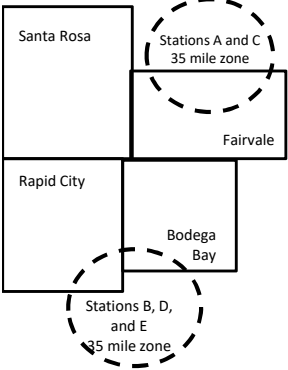 Santa Rosa
Stations A and C
35 mile zone
Fairvale
Rapid City
Bodega
Bay
Stations B, D,
and E
35 mile zone